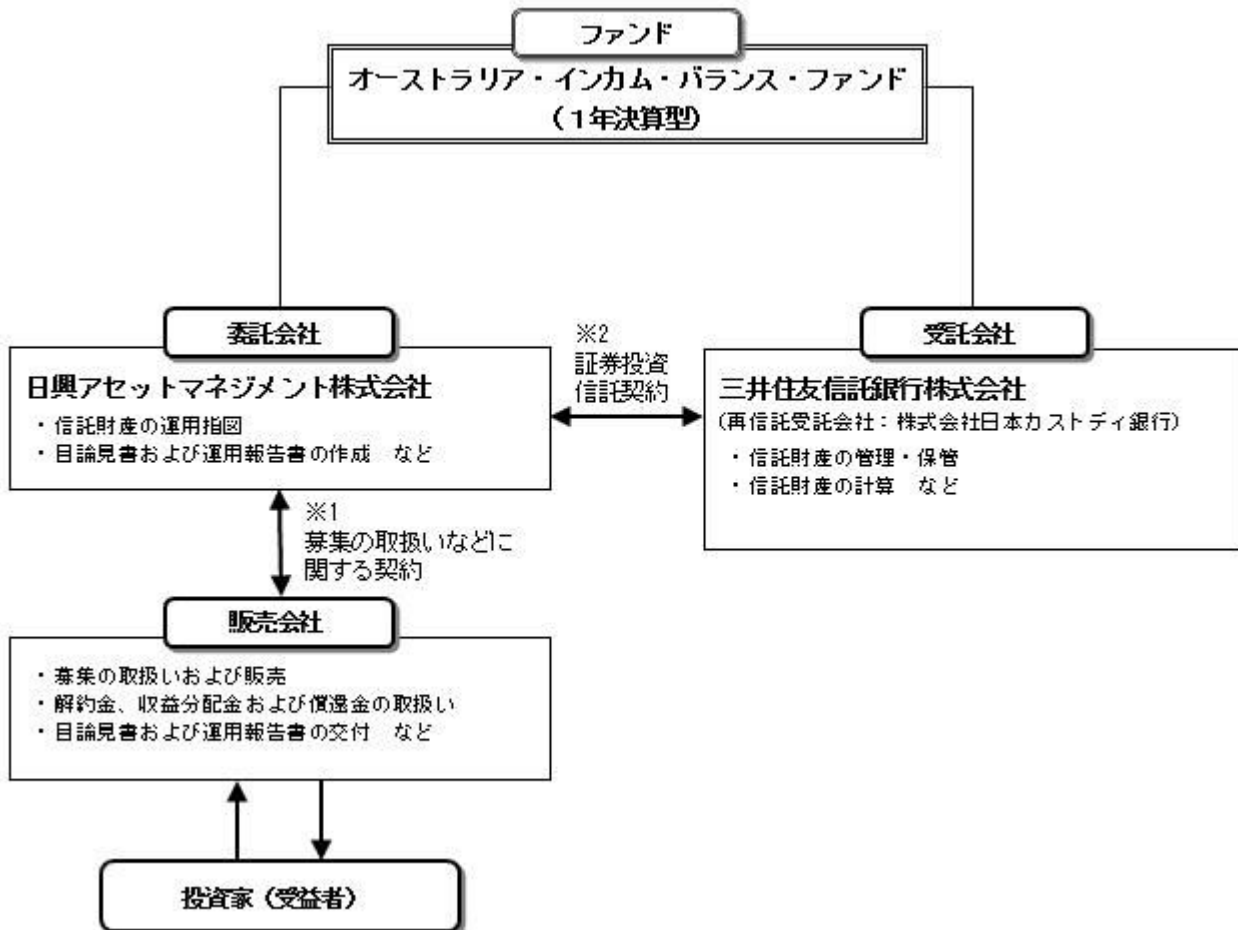 ファンド
オーストラリア・インカム・バランス・ファンド
（１年決算型）
委託会社
日興アセットマネジメント株式会社
・信託財産の運用指図
・目論見書および運用報告書の作成　など
※2
証券投資
信託契約
受託会社
三井住友信託銀行株式会社
(再信託受託会社：株式会社日本カストディ銀行)
・信託財産の管理・保管
・信託財産の計算　など
※1
募集の取扱いなどに
関する契約
販売会社
・募集の取扱いおよび販売
・解約金、収益分配金および償還金の取扱い
・目論見書および運用報告書の交付　など
投資家（受益者）